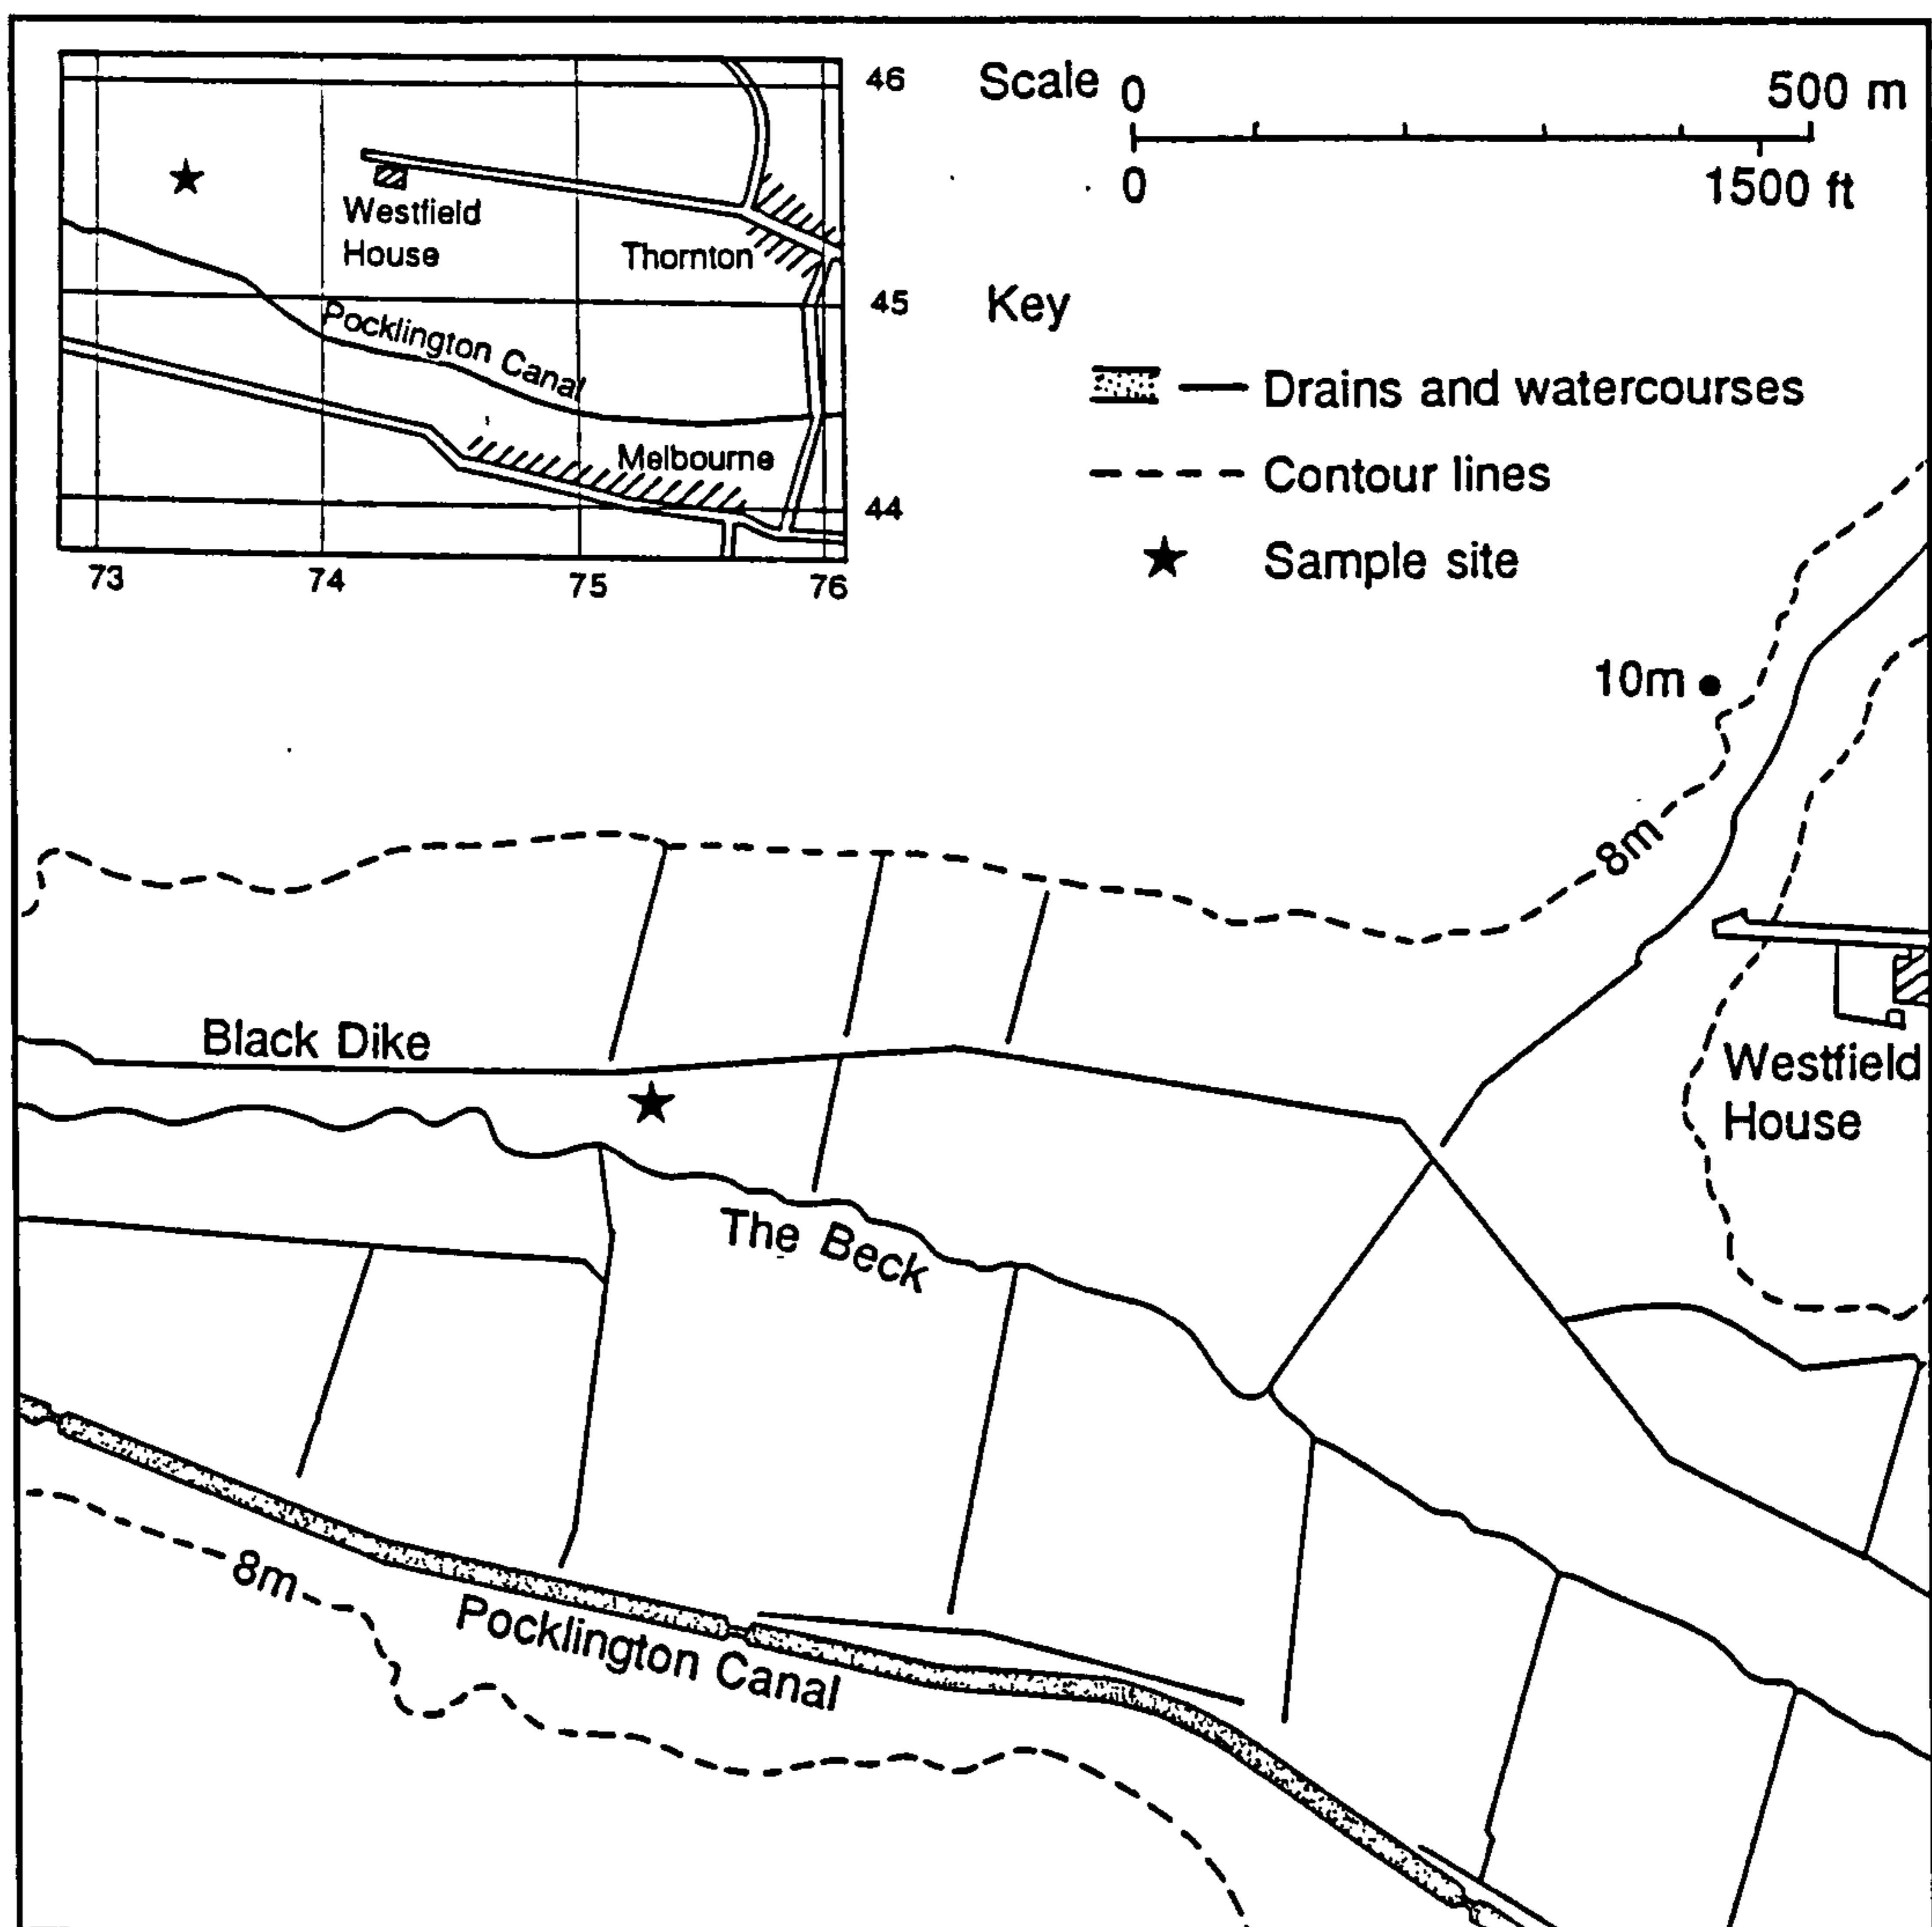 46
Westfield
House
Thornton
45
Pocklington Canal
Melbourne
44
73 74 75 76
Scale 0 500 m
0 1500 ft
Key
Drains and watercourses
Contour lines
Sample site
10m
8m
Black Dike
Westfield
House
The Beck
8m
Pocklington Canal